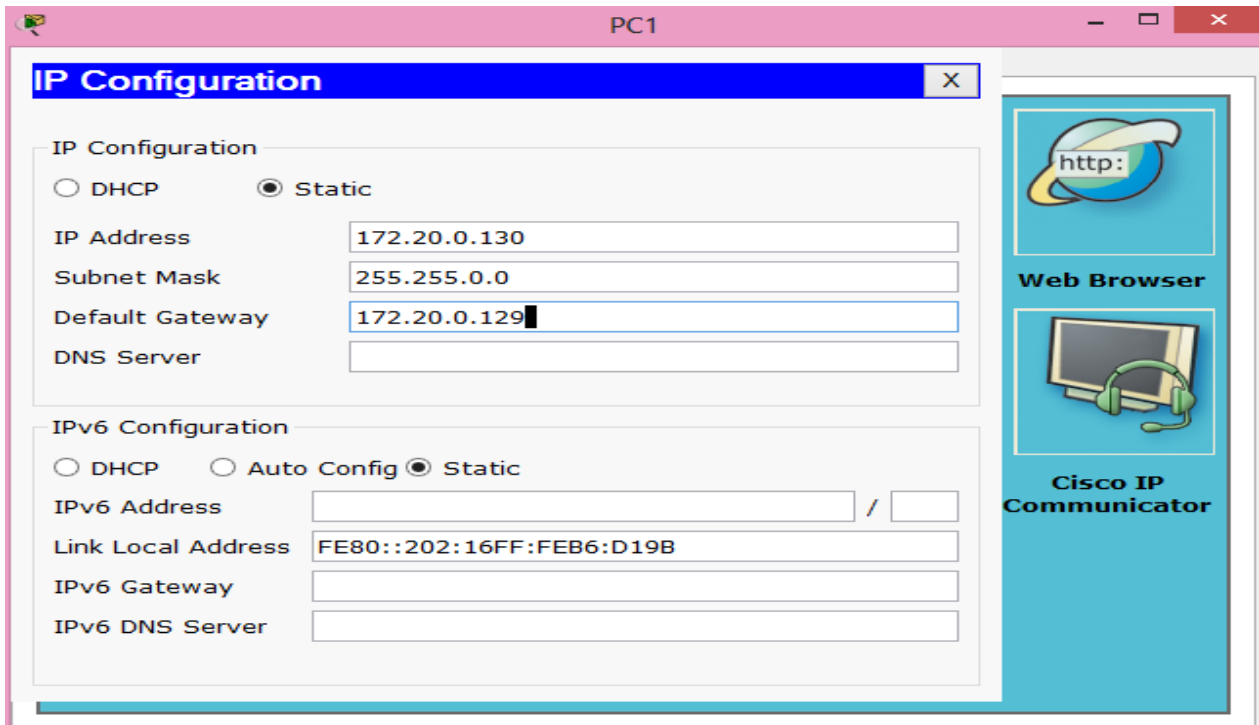 PC1
IP Configuration X
IP Configuration
DHCP Static
IP Address 172.20.0.130
Subnet Mask 255.255.0.0
Default Gateway 172.20.0.129
DNS Server
IPv6 Configuration
DHCP Auto Config Static
IPv6 Address /
Link Local Address FE80::202:16FF:FEB6:D19B
IPv6 Gateway
IPv6 DNS Server
http:
Web Browser
Cisco IP
Communicator